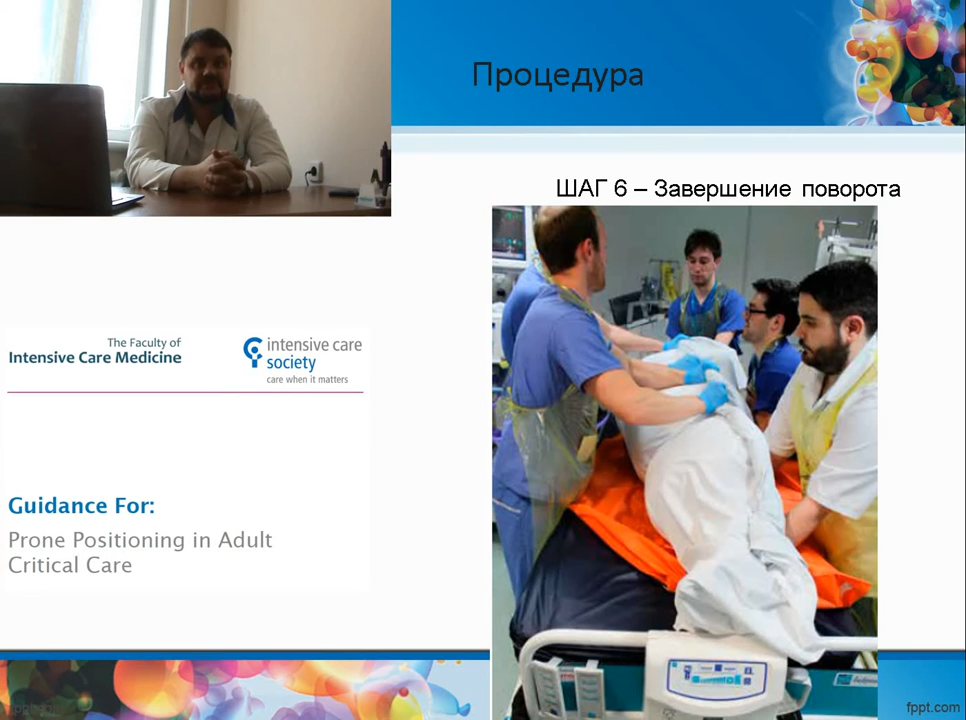 Процедура
ШАГ 6 – Завершение поворота
The Faculty of
Intensive Care Medicine
intensive care
society
care when it matters
Guidance For:
Prone Positioning in Adult
Critical Care
fppt.com